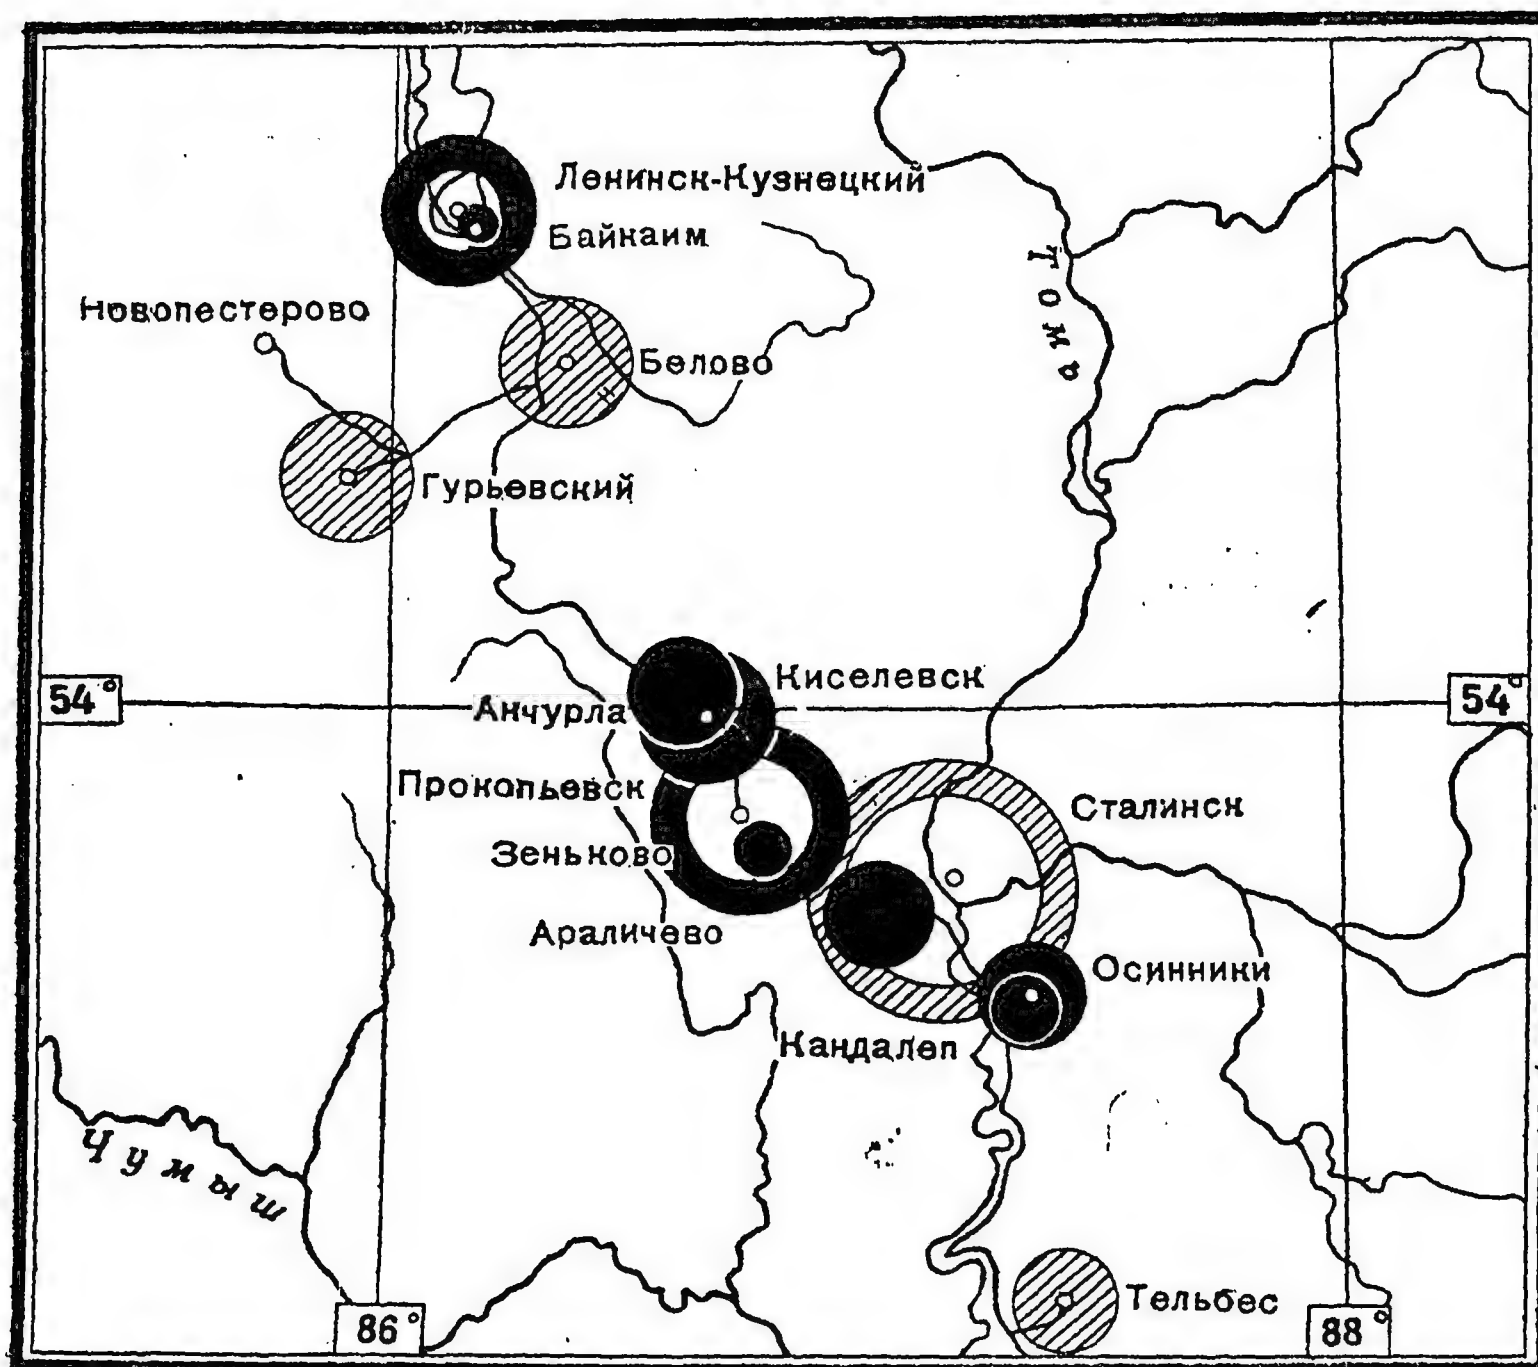 Ленинск-Кузнецкий
Байкаим
Новопестерово
Томь
Белово
Гурьевский
54°
Киселевск
54°
Анчурла
Прокопьевск
Сталинск
Зеньково
Араличево
Осинники
Кандалеп
Чумыш
Тельбес
86°
88°